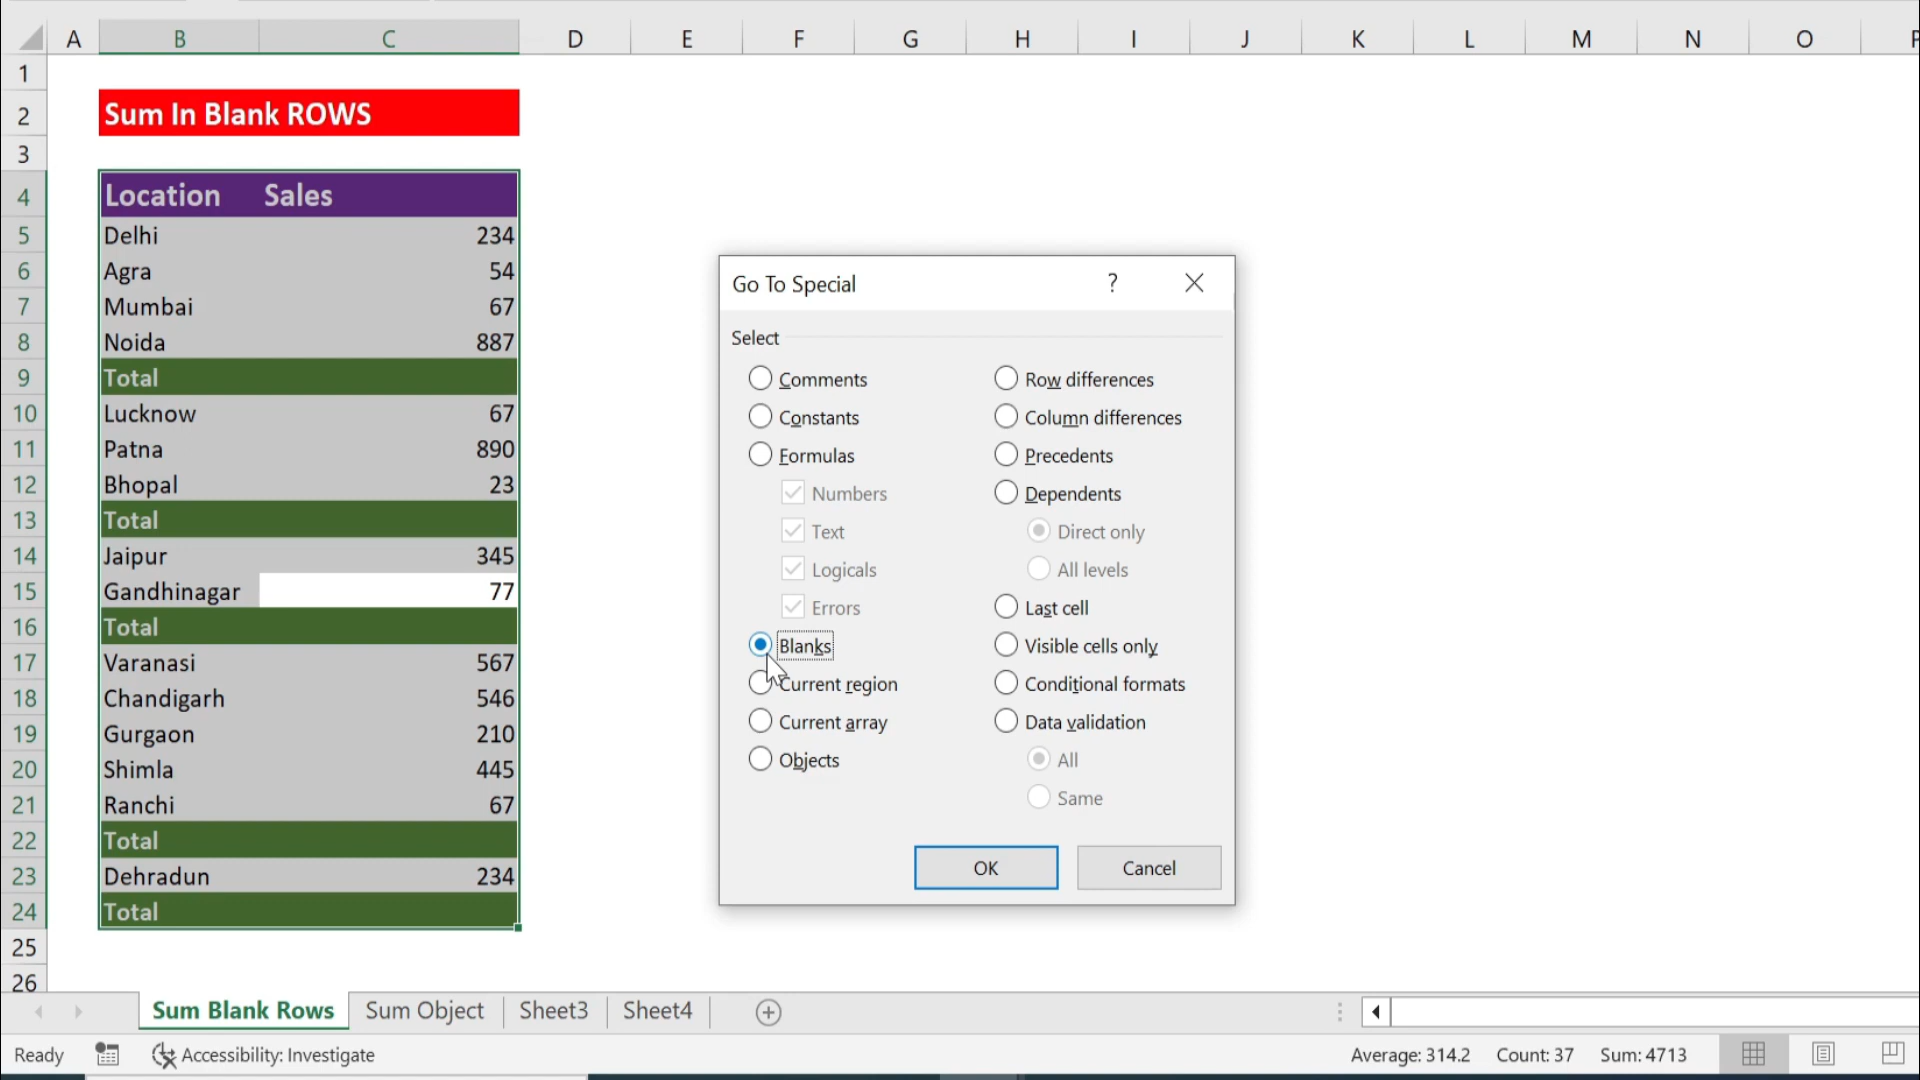 A B C D E F G H I J K L M N O P
1
2 Sum In Blank ROWS
3
4 Location Sales
5 Delhi 234
6 Agra 54
7 Mumbai 67
8 Noida 887
9 Total
10 Lucknow 67
11 Patna 890
12 Bhopal 23
13 Total
14 Jaipur 345
15 Gandhinagar 77
16 Total
17 Varanasi 567
18 Chandigarh 546
19 Gurgaon 210
20 Shimla 445
21 Ranchi 67
22 Total
23 Dehradun 234
24 Total
25
26
Go To Special ?
Select
Comments
Constants
Formulas
Numbers
Text
Logicals
Errors
Blanks
Current region
Current array
Objects
Row differences
Column differences
Precedents
Dependents
Direct only
All levels
Last cell
Visible cells only
Conditional formats
Data validation
All
Same
OK Cancel
Sum Blank Rows Sum Object Sheet3 Sheet4
Ready Accessibility: Investigate Average: 314.2 Count: 37 Sum: 4713